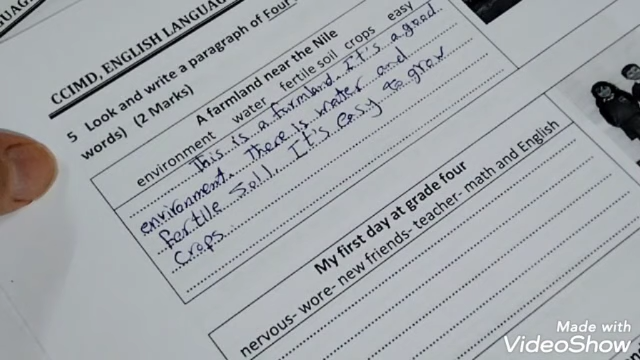 CCIMD, ENGLISH LANGUAGE
5 Look and write a paragraph of Four
words) (2 Marks)
A farmland near the Nile
environment water fertile soil crops easy
This is a farmland. It's a good
environment. There is water and
fertile soil. It's easy to grow
crops.
My first day at grade four
nervous- wore- new friends- teacher- math and English
Made with
VideoShow